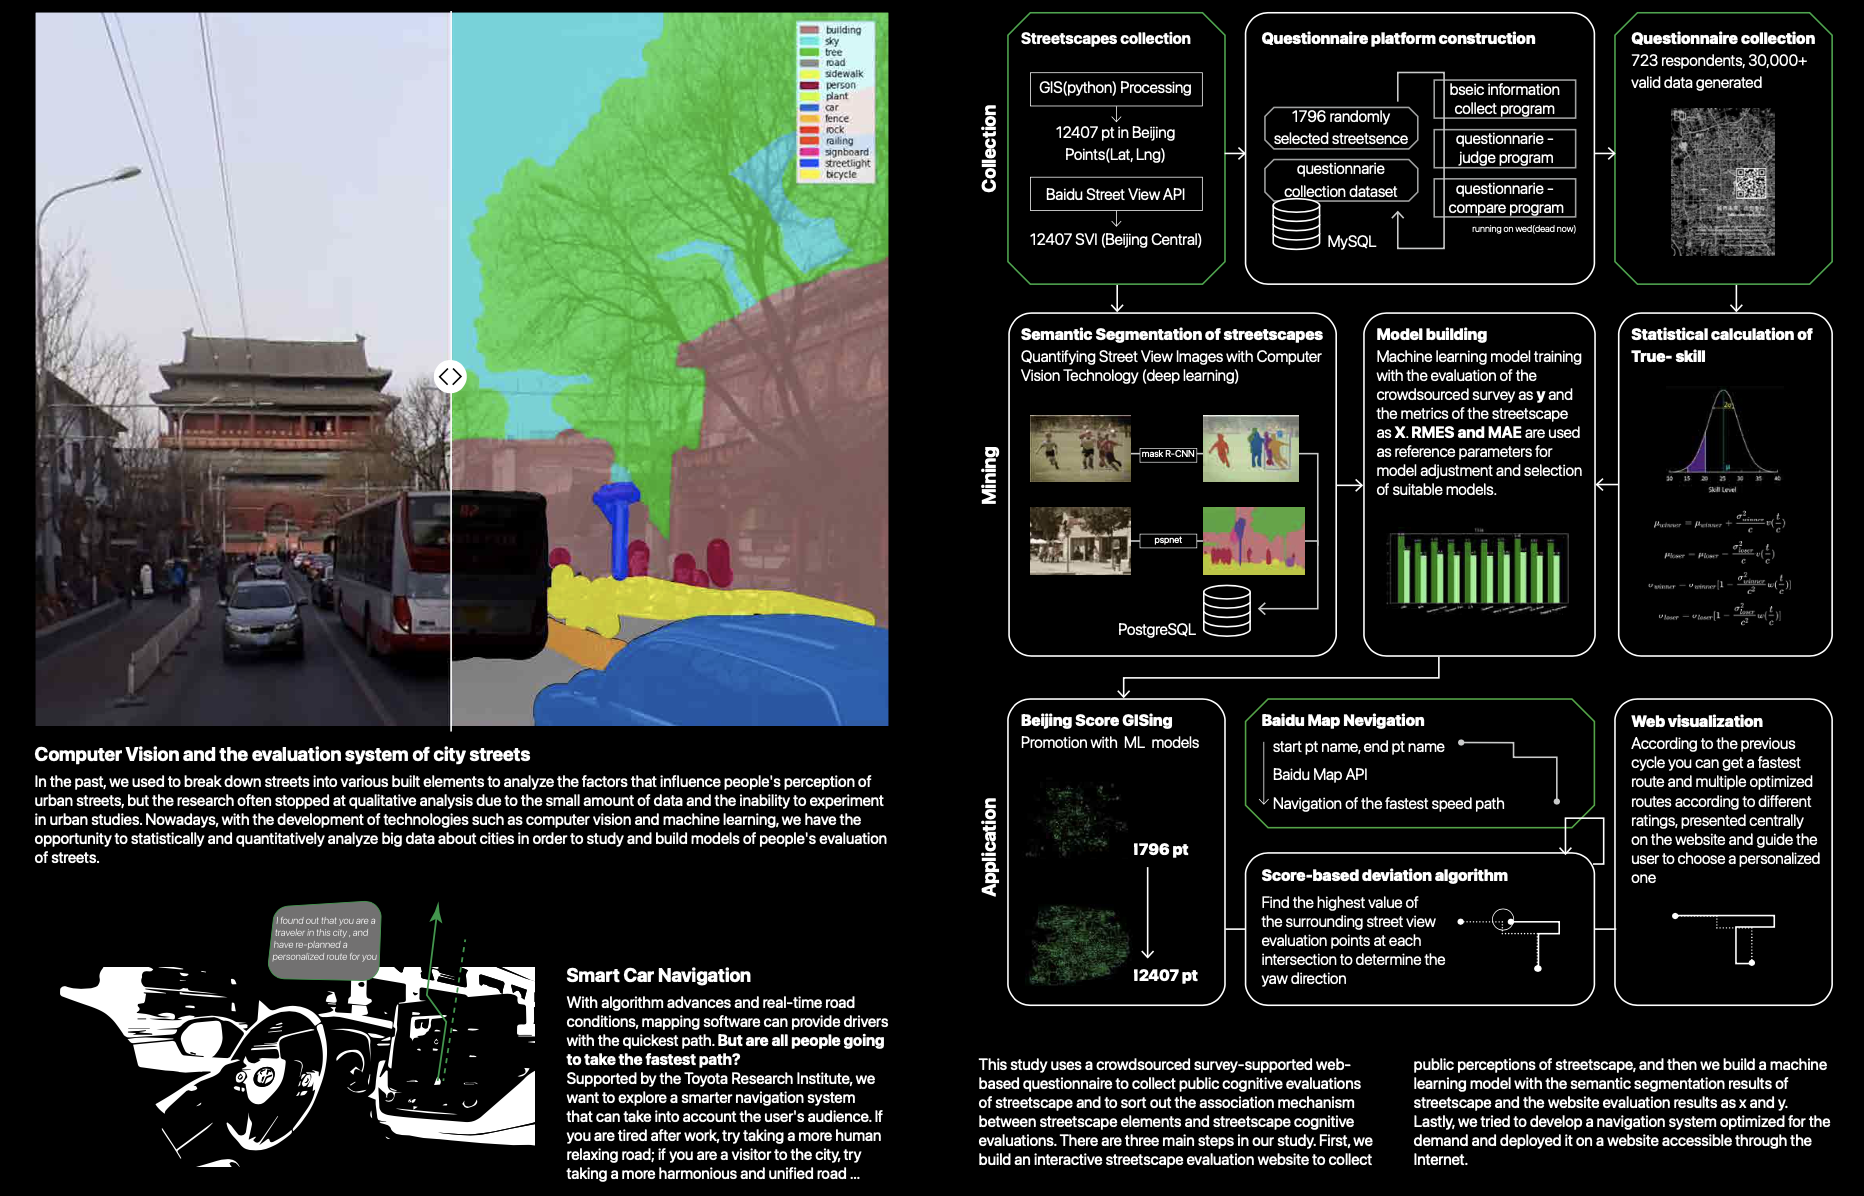 building
sky
tree
road
sidewalk
person
plant
car
fence
rock
railing
signboard
streetlight
bicycle
Computer Vision and the evaluation system of city streets
In the past, we used to break down streets into various built elements to analyze the factors that influence people's perception of
urban streets, but the research often stopped at qualitative analysis due to the small amount of data and the inability to experiment
in urban studies. Nowadays, with the development of technologies such as computer vision and machine learning, we have the
opportunity to statistically and quantitatively analyze big data about cities in order to study and build models of people's evaluation
of streets.
I found out that you are a
traveler in this city , and
have re-planned a
personalized route for you
Smart Car Navigation
With algorithm advances and real-time road
conditions, mapping software can provide drivers
with the quickest path. But are all people going
to take the fastest path?
Supported by the Toyota Research Institute, we
want to explore a smarter navigation system
that can take into account the user's audience. If
you are tired after work, try taking a more human
relaxing road; if you are a visitor to the city, try
taking a more harmonious and unified road ...
Collection
Streetscapes collection
GIS(python) Processing
12407 pt in Beijing
Points(Lat, Lng)
Baidu Street View API
12407 SVI (Beijing Central)
Questionnaire platform construction
1796 randomly
selected streetsence
questionnarie
collection dataset
MySQL
bseic information
collect program
questionnarie -
judge program
questionnarie -
compare program
running on wed(dead now)
Questionnaire collection
723 respondents, 30,000+
valid data generated
Mining
Semantic Segmentation of streetscapes
Quantifying Street View Images with Computer
Vision Technology (deep learning)
mask R-CNN
pspnet
PostgreSQL
Model building
Machine learning model training
with the evaluation of the
crowdsourced survey as y and
the metrics of the streetscape
as X. RMES and MAE are used
as reference parameters for
model adjustment and selection
of suitable models.
Statistical calculation of
True- skill
2σ
μ
10 15 20 25 30 35 40
Skill Level
μwinner = μwinner + σ²winner/c v(t/c)
μloser = μloser − σ²loser/c v(t/c)
σwinner = σwinner[1 − σ²winner/c² w(t/c)]
σloser = σloser[1 − σ²loser/c² w(t/c)]
Application
Beijing Score GISing
Promotion with ML models
1796 pt
12407 pt
Baidu Map Nevigation
start pt name, end pt name
Baidu Map API
Navigation of the fastest speed path
Score-based deviation algorithm
Find the highest value of
the surrounding street view
evaluation points at each
intersection to determine the
yaw direction
Web visualization
According to the previous
cycle you can get a fastest
route and multiple optimized
routes according to different
ratings, presented centrally
on the website and guide the
user to choose a personalized
one
This study uses a crowdsourced survey-supported web-
based questionnaire to collect public cognitive evaluations
of streetscape and to sort out the association mechanism
between streetscape elements and streetscape cognitive
evaluations. There are three main steps in our study. First, we
build an interactive streetscape evaluation website to collect
public perceptions of streetscape, and then we build a machine
learning model with the semantic segmentation results of
streetscape and the website evaluation results as x and y.
Lastly, we tried to develop a navigation system optimized for the
demand and deployed it on a website accessible through the
Internet.